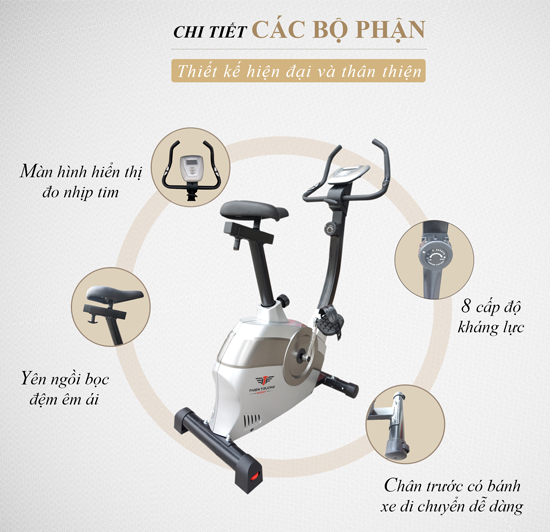 CHI TIẾT CÁC BỘ PHẬN
Thiết kế hiện đại và thân thiện
Màn hình hiển thị
đo nhịp tim
8 cấp độ
kháng lực
Yên ngồi bọc
đệm êm ái
THIEN TRUONG
Chân trước có bánh
xe di chuyển dễ dàng